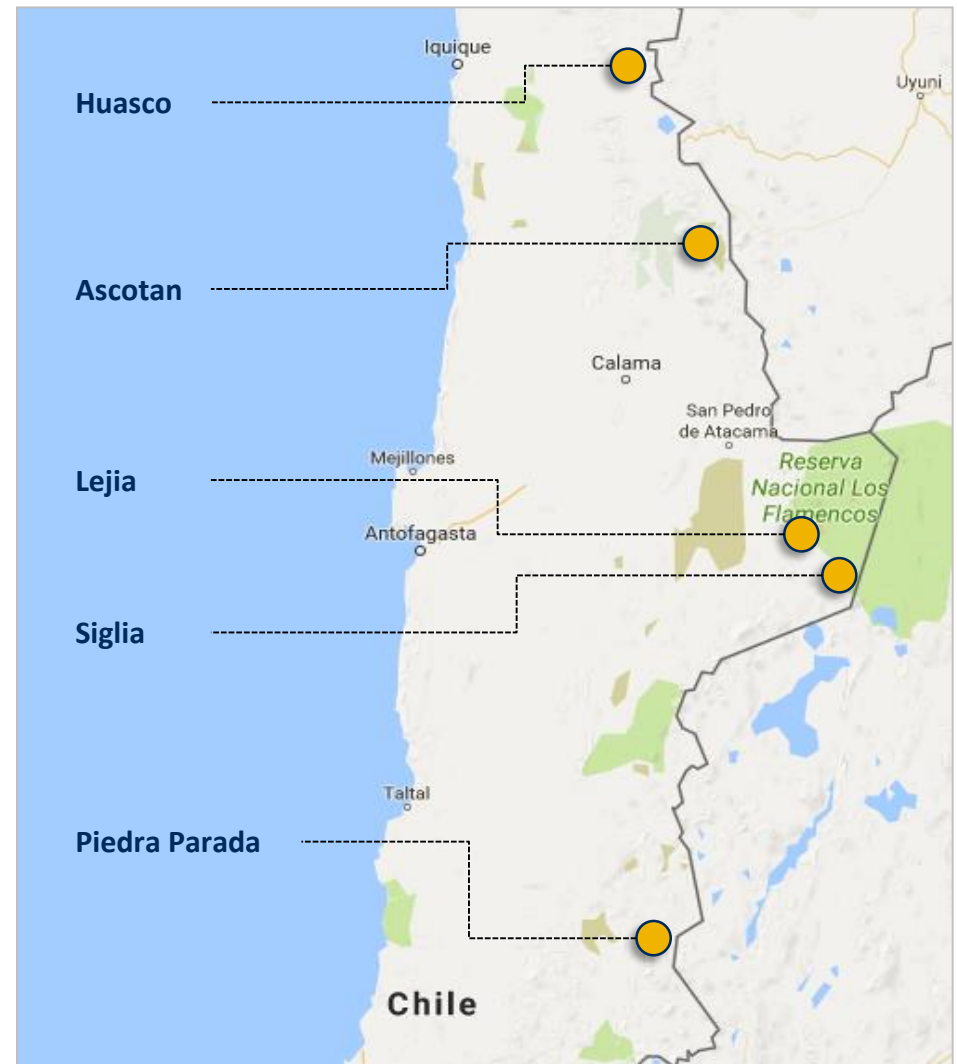 Iquique
Uyuni
Huasco
Ascotan
Calama
San Pedro
de Atacama
Mejillones
Reserva
Nacional Los
Flamencos
Lejia
Antofagasta
Siglia
Taltal
Piedra Parada
Chile